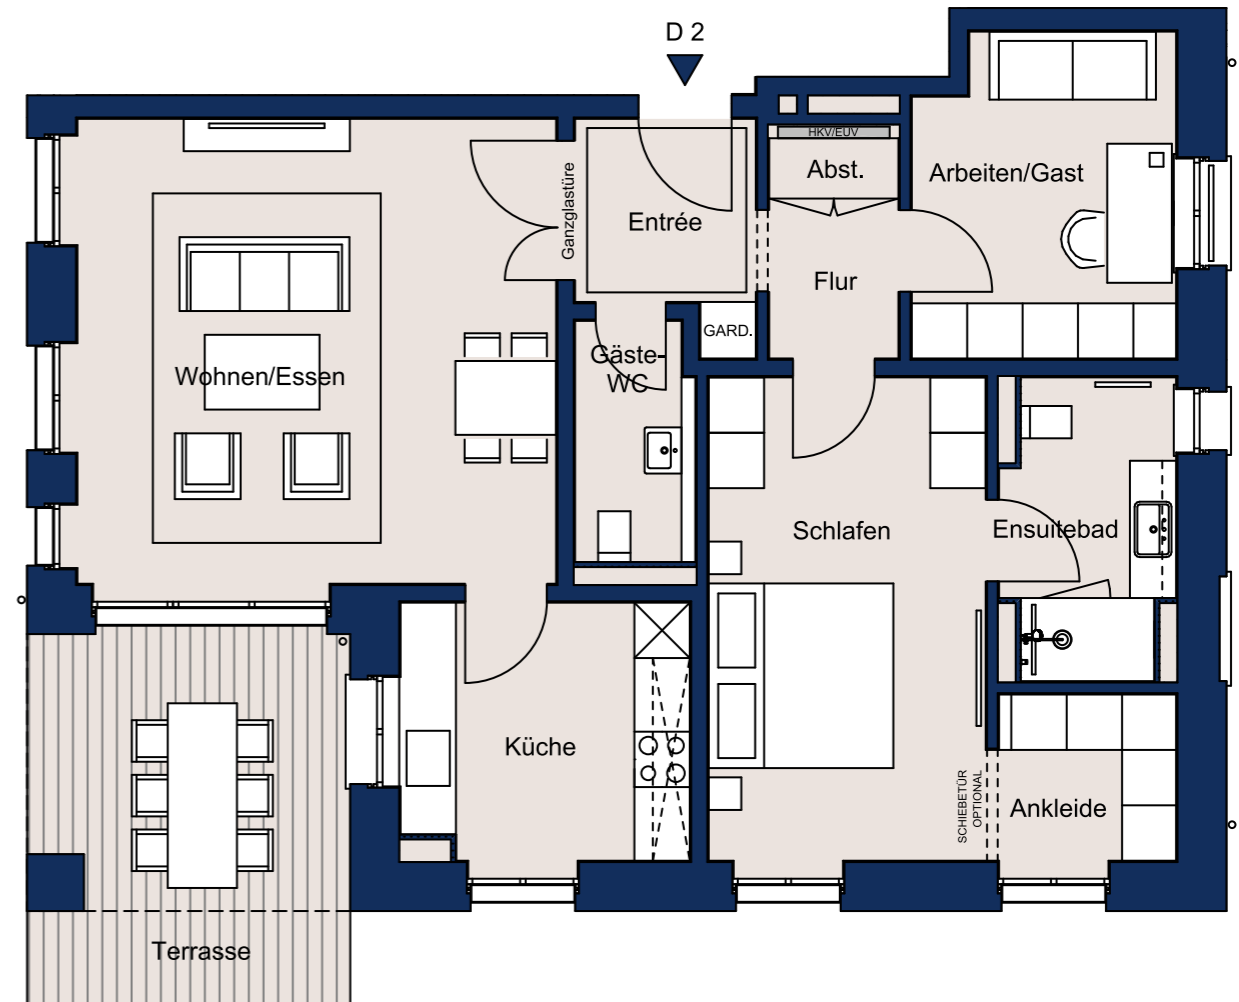 D 2
HKV/EUV
Abst.
Arbeiten/Gast
Ganzglastüre
Entrée
Flur
GARD.
Gäste-
WC
Wohnen/Essen
Schlafen
Ensuitebad
Küche
SCHIEBETÜR
OPTIONAL
Ankleide
Terrasse